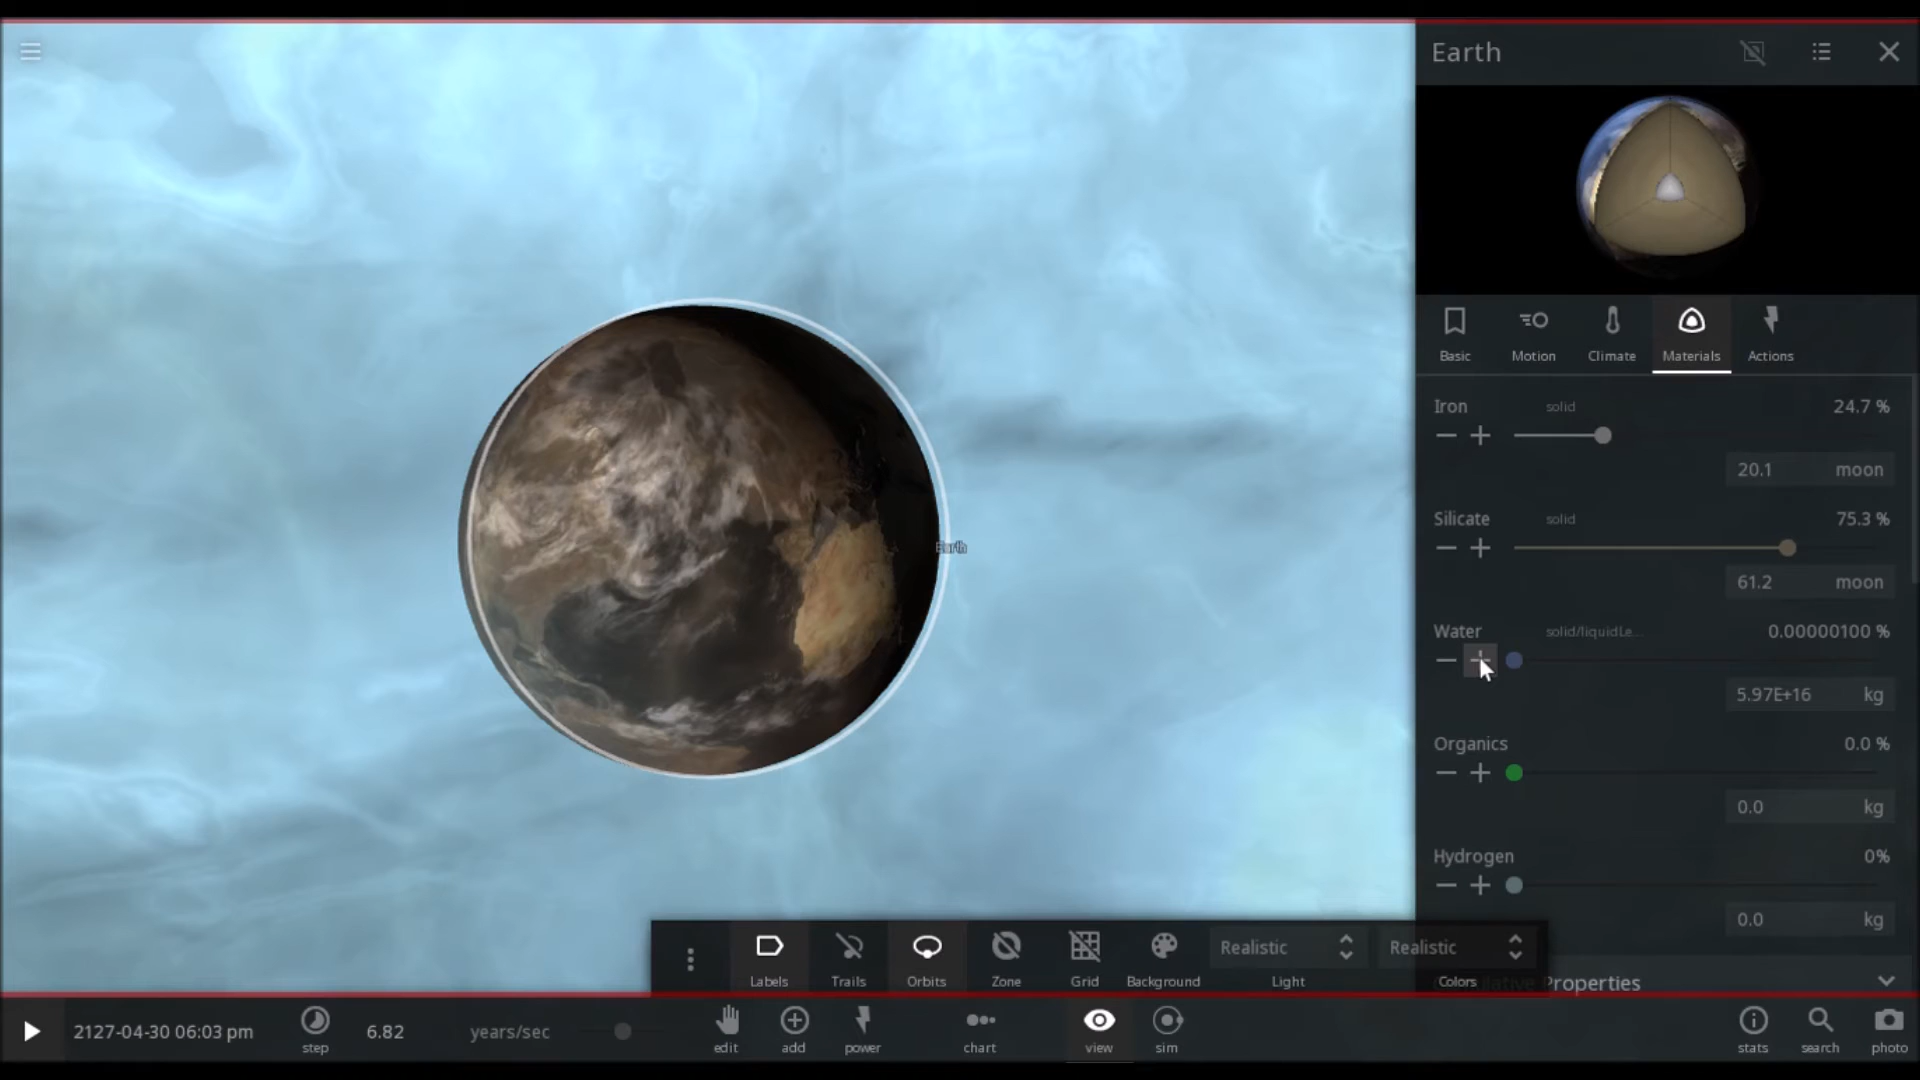 Earth
Basic
Motion
Climate
Materials
Actions
Iron solid 24.7 %
20.1 moon
Silicate solid 75.3 %
61.2 moon
Water solid/liquidLe... 0.00000100 %
5.97E+16 kg
Organics 0.0 %
0.0 kg
Hydrogen 0%
0.0 kg
Properties
Earth
Labels
Trails
Orbits
Zone
Grid
Background
Realistic
Light
Realistic
Colors
2127-04-30 06:03 pm
step
6.82 years/sec
edit
add
power
chart
view
sim
stats
search
photo